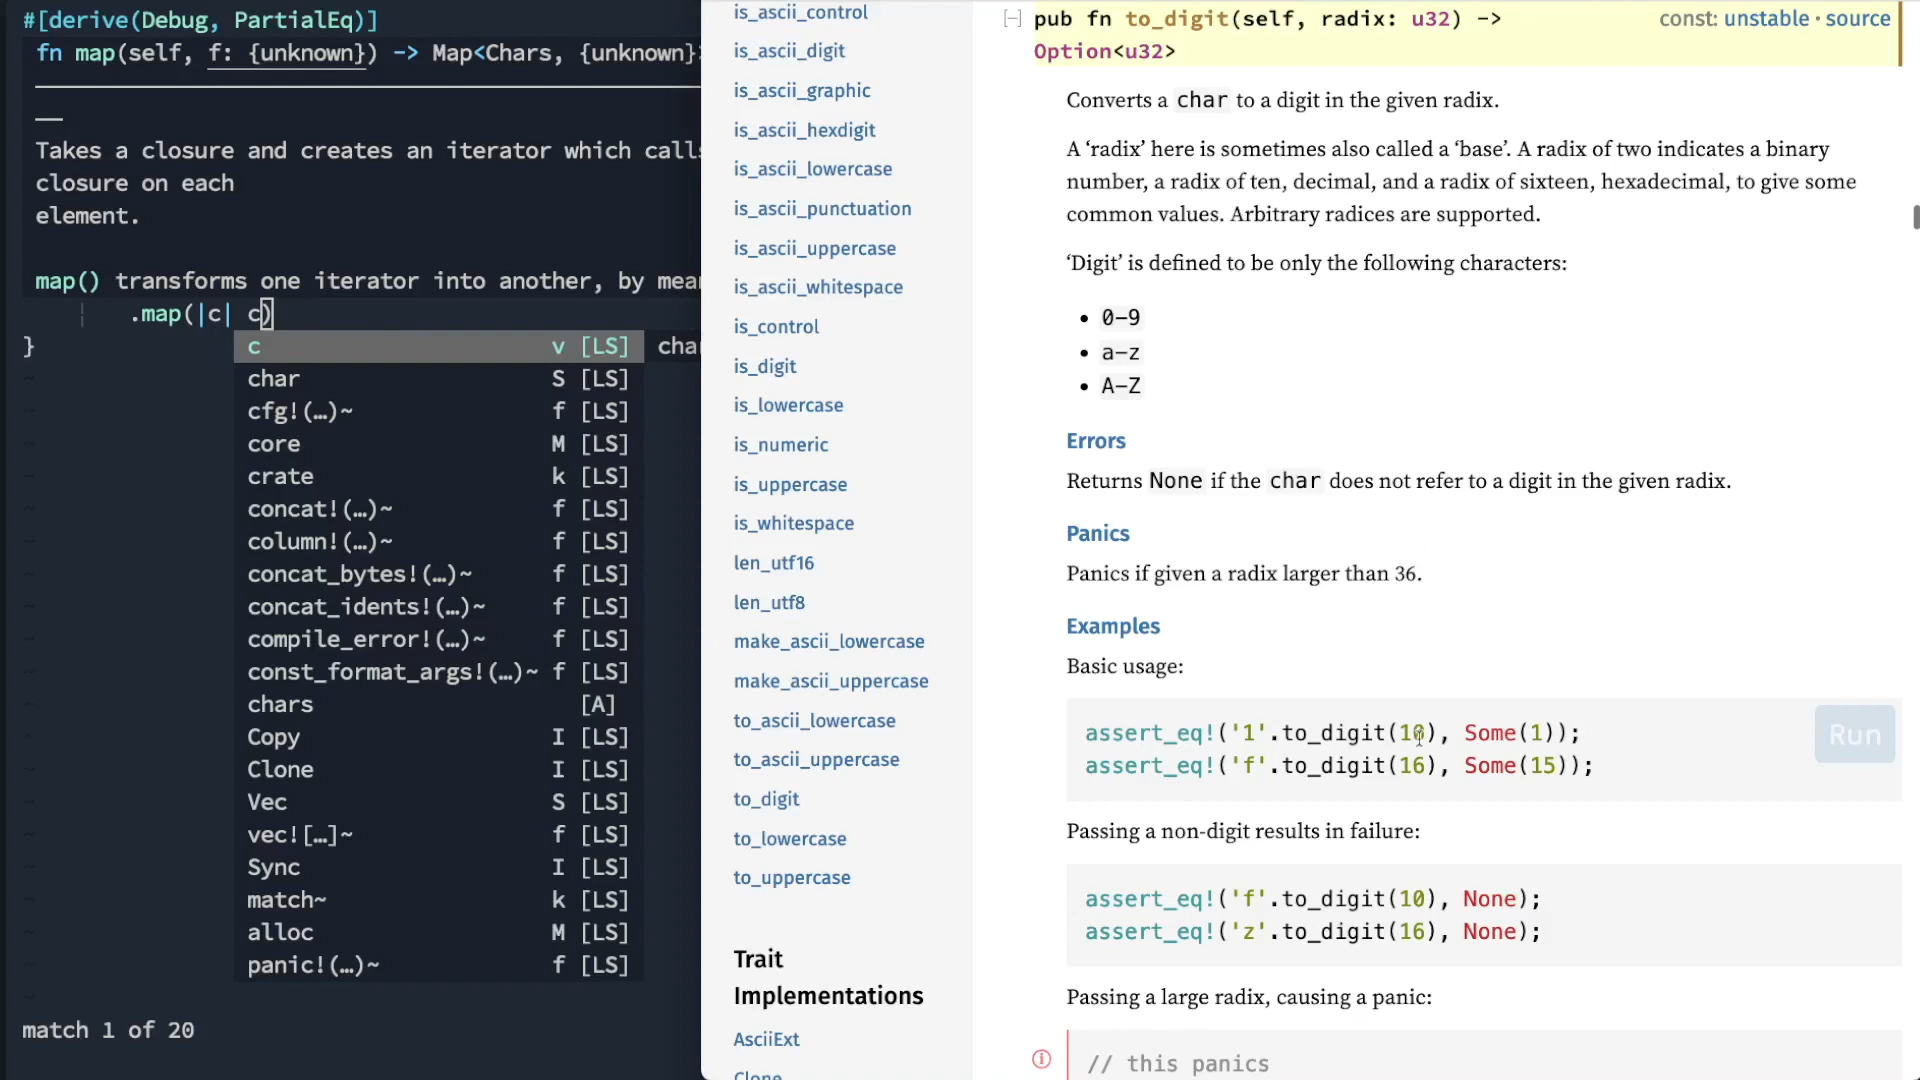 #[derive(Debug, PartialEq)]
fn map(self, f: {unknown}) -> Map<Chars, {unknown}
Takes a closure and creates an iterator which calls
closure on each
element.
map() transforms one iterator into another, by mea
.map(|c| c)
}
c v [LS] cha
char S [LS]
cfg!(…)~ f [LS]
core M [LS]
crate k [LS]
concat!(…)~ f [LS]
column!(…)~ f [LS]
concat_bytes!(…)~ f [LS]
concat_idents!(…)~ f [LS]
compile_error!(…)~ f [LS]
const_format_args!(…)~ f [LS]
chars [A]
Copy I [LS]
Clone I [LS]
Vec S [LS]
vec![…]~ f [LS]
Sync I [LS]
match~ k [LS]
alloc M [LS]
panic!(…)~ f [LS]
match 1 of 20
is_ascii_control
is_ascii_digit
is_ascii_graphic
is_ascii_hexdigit
is_ascii_lowercase
is_ascii_punctuation
is_ascii_uppercase
is_ascii_whitespace
is_control
is_digit
is_lowercase
is_numeric
is_uppercase
is_whitespace
len_utf16
len_utf8
make_ascii_lowercase
make_ascii_uppercase
to_ascii_lowercase
to_ascii_uppercase
to_digit
to_lowercase
to_uppercase
Trait
Implementations
AsciiExt
Clone
[−] pub fn to_digit(self, radix: u32) -> const: unstable · source
Option<u32>
Converts a char to a digit in the given radix.
A ‘radix’ here is sometimes also called a ‘base’. A radix of two indicates a binary
number, a radix of ten, decimal, and a radix of sixteen, hexadecimal, to give some
common values. Arbitrary radices are supported.
‘Digit’ is defined to be only the following characters:
• 0-9
• a-z
• A-Z
Errors
Returns None if the char does not refer to a digit in the given radix.
Panics
Panics if given a radix larger than 36.
Examples
Basic usage:
assert_eq!('1'.to_digit(10), Some(1)); Run
assert_eq!('f'.to_digit(16), Some(15));
Passing a non-digit results in failure:
assert_eq!('f'.to_digit(10), None);
assert_eq!('z'.to_digit(16), None);
Passing a large radix, causing a panic:
// this panics